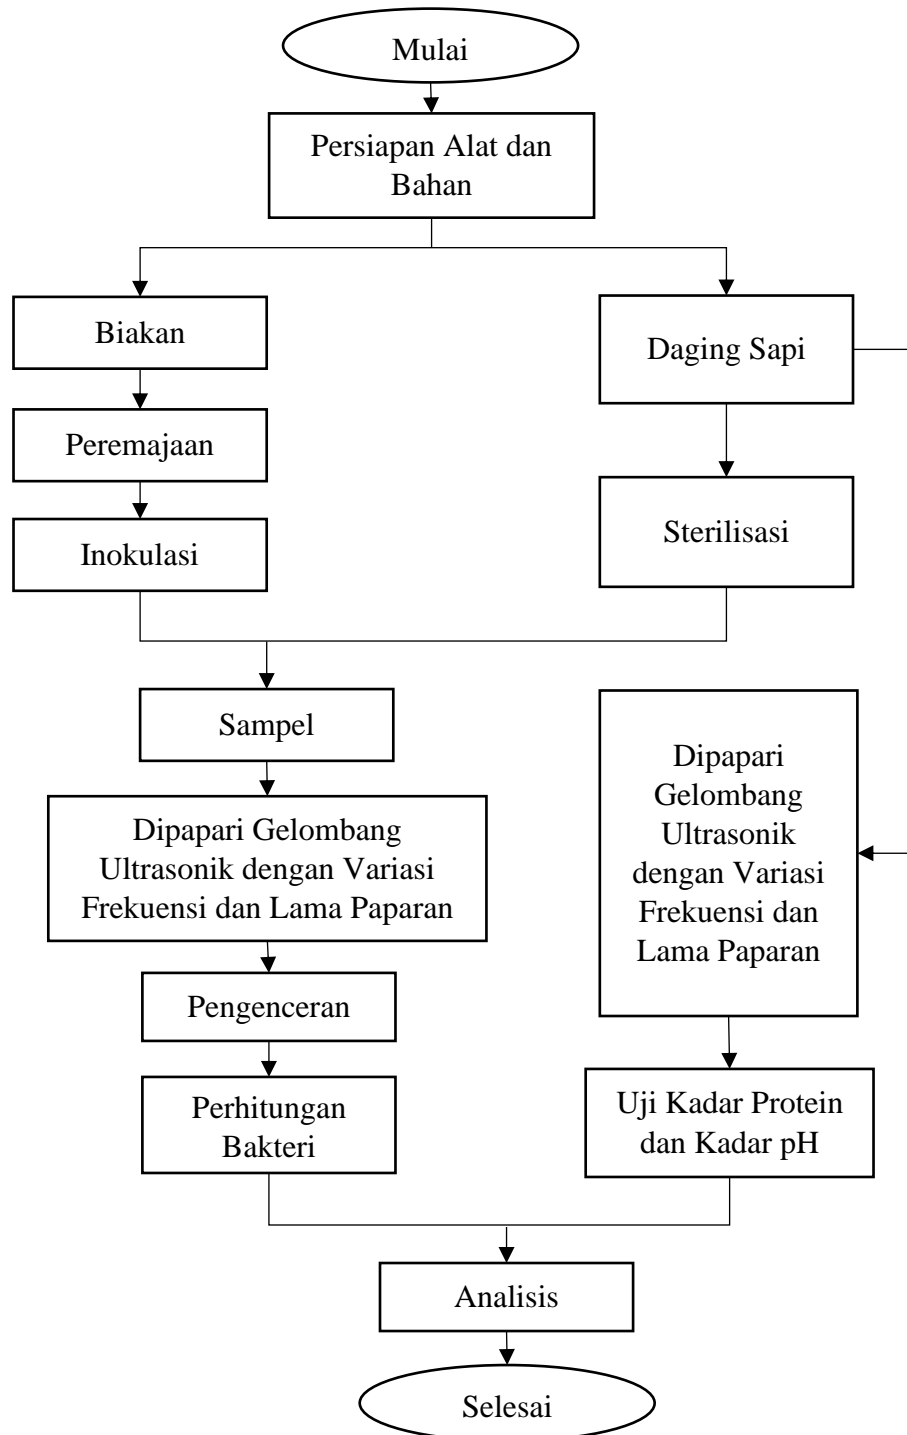 Mulai
Persiapan Alat dan
Bahan
Biakan
Daging Sapi
Peremajaan
Sterilisasi
Inokulasi
Sampel
Dipapari Gelombang
Ultrasonik dengan Variasi
Frekuensi dan Lama Paparan
Dipapari
Gelombang
Ultrasonik
dengan Variasi
Frekuensi dan
Lama Paparan
Pengenceran
Perhitungan
Bakteri
Uji Kadar Protein
dan Kadar pH
Analisis
Selesai